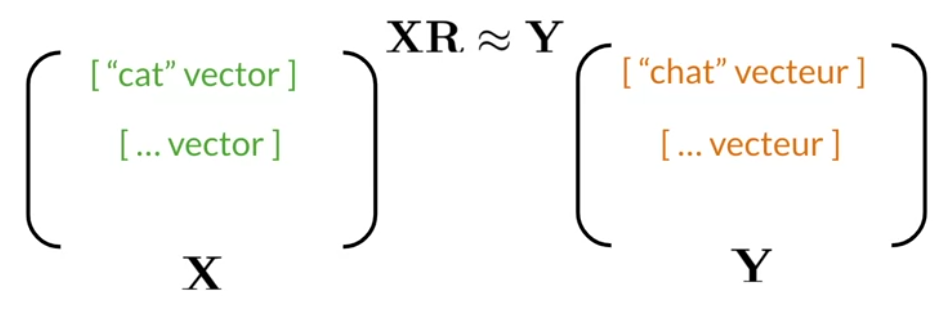 XR ≈ Y
[ “cat” vector ]
[ ... vector ]
X
[ “chat” vecteur ]
[ ... vecteur ]
Y